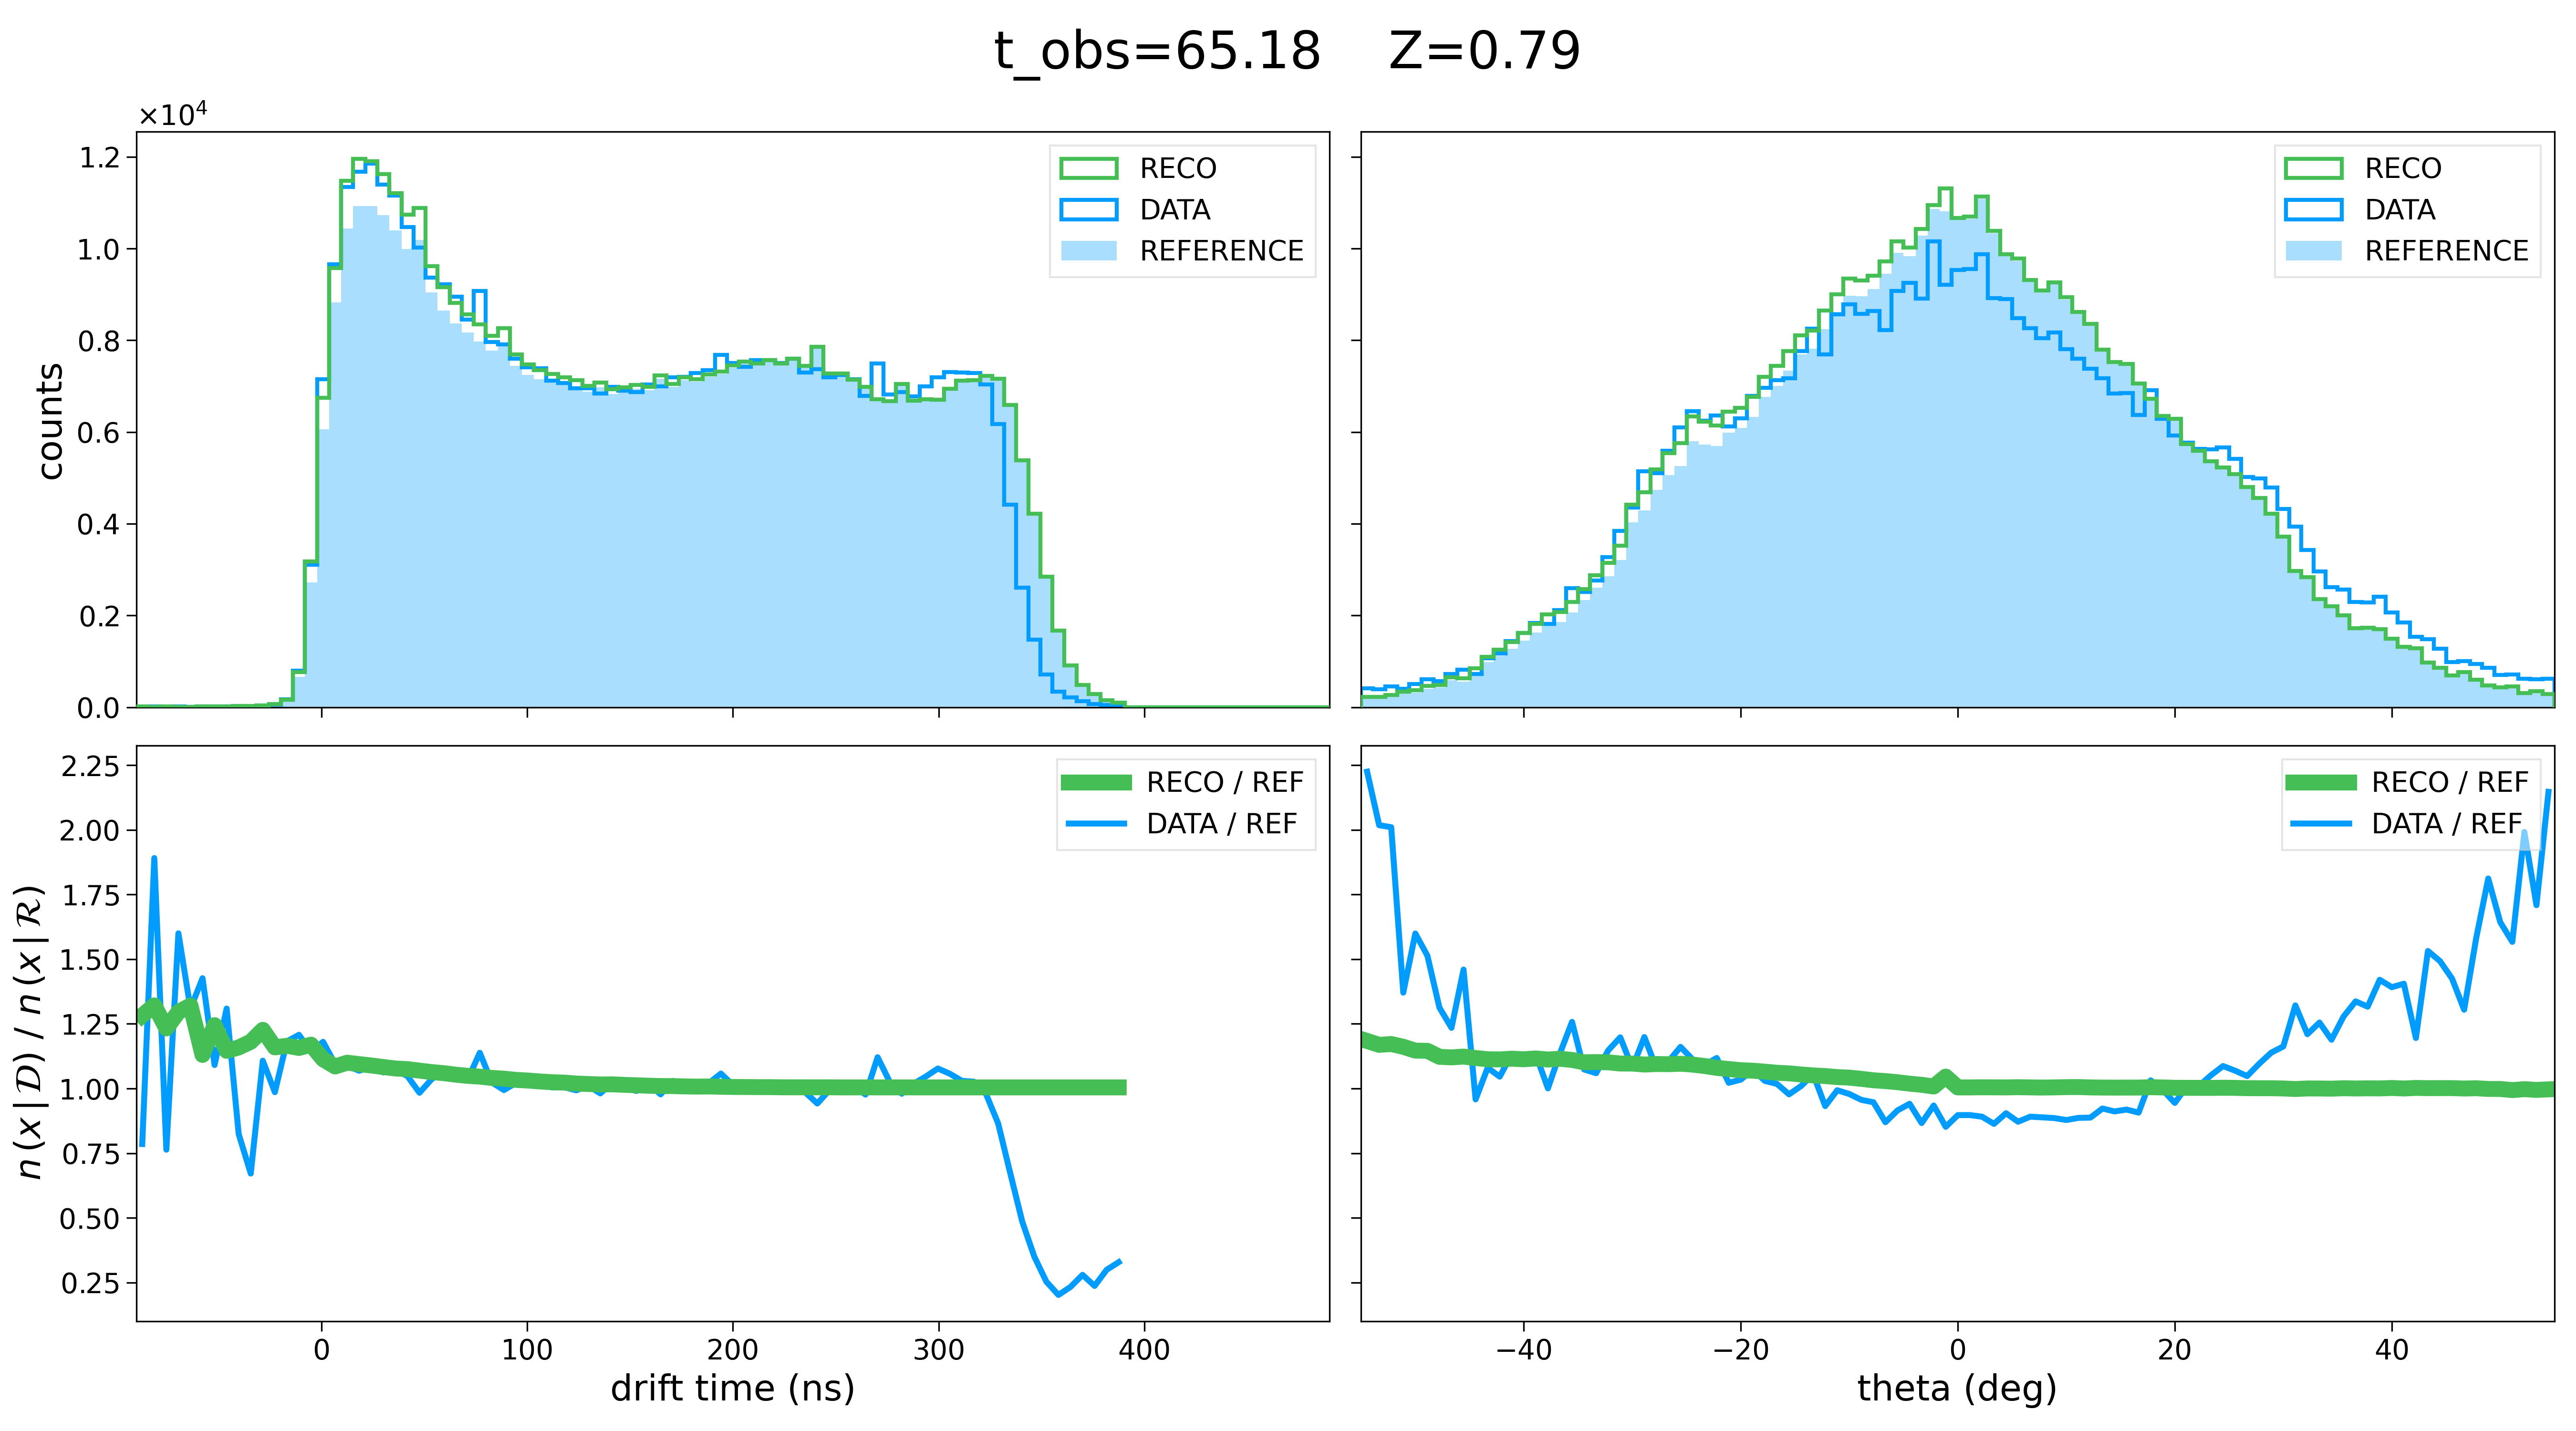 t_obs=65.18 Z=0.79
×10⁴
1.2
1.0
0.8
0.6
0.4
0.2
0.0
counts
RECO
DATA
REFERENCE
RECO
DATA
REFERENCE
2.25
2.00
1.75
1.50
1.25
1.00
0.75
0.50
0.25
n(x|𝒟) / n(x|ℛ)
RECO / REF
DATA / REF
0 100 200 300 400
drift time (ns)
RECO / REF
DATA / REF
−40 −20 0 20 40
theta (deg)